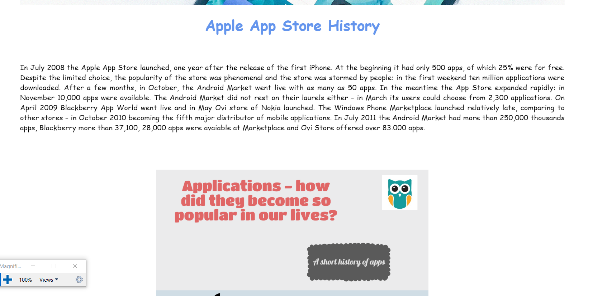 Apple App Store History
In July 2008 the Apple App Store launched, one year after the release of the first iPhone. At the beginning it had only 500 apps, of which 25% were for free.
Despite the limited choice, the popularity of the store was phenomenal and the store was stormed by people: in the first weekend ten million applications were
downloaded. After a few months, in October, the Android Market went live with as many as 50 apps. In the meantime the App Store expanded rapidly: in
November 10,000 apps were available. The Android Market did not rest on their laurels either - in March its users could choose from 2,300 applications. On
April 2009 Blackberry App World went live and in May Ovi store of Nokia launched. The Windows Phone Marketplace launched relatively late, comparing to
other stores - in October 2010 becoming the fifth major distributor of mobile applications. In July 2011 the Android Market had more than 250,000 thousands
apps, Blackberry more than 37,100, 28,000 apps were avaiable at Marketplace and Ovi Store offered over 83.000 apps.
Applications - how
did they become so
popular in our lives?
A short history of apps
Magnifi...
100% Views